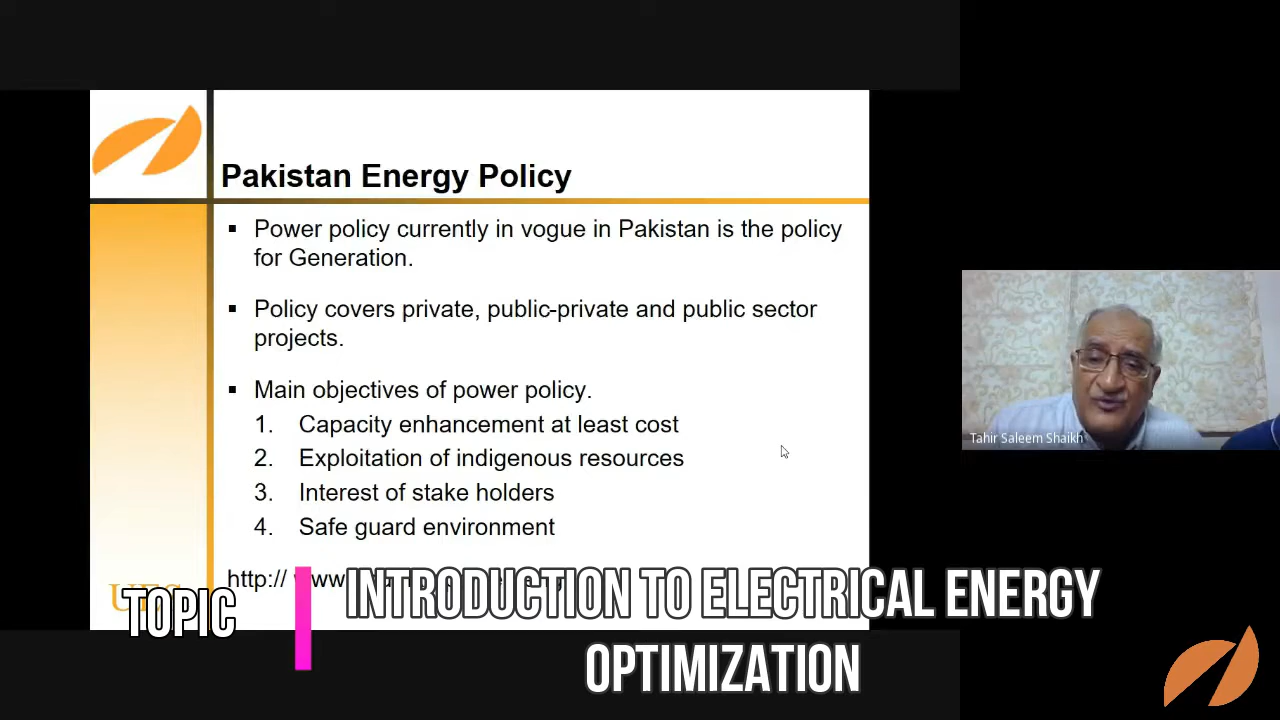 Pakistan Energy Policy
▪ Power policy currently in vogue in Pakistan is the policy
for Generation.
▪ Policy covers private, public-private and public sector
projects.
▪ Main objectives of power policy.
1. Capacity enhancement at least cost
2. Exploitation of indigenous resources
3. Interest of stake holders
4. Safe guard environment
http://
Tahir Saleem Shaikh
TOPIC
INTRODUCTION TO ELECTRICAL ENERGY
OPTIMIZATION